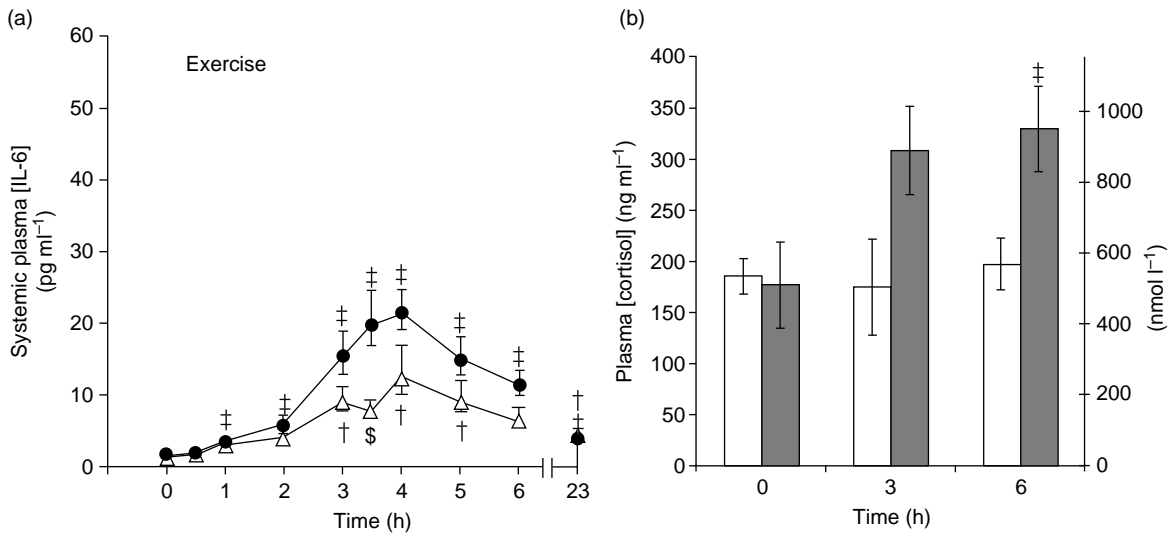 (a)
60
50
40
30
20
10
0
Systemic plasma [IL-6]
(pg ml⁻¹)
Exercise
‡ ‡ ‡ ‡ ‡ ‡ ‡ † ‡
† $ † †
0 1 2 3 4 5 6 23
Time (h)
(b)
400
350
300
250
200
150
100
50
0
Plasma [cortisol] (ng ml⁻¹)
‡
1000
800
600
400
200
0
(nmol l⁻¹)
0 3 6
Time (h)